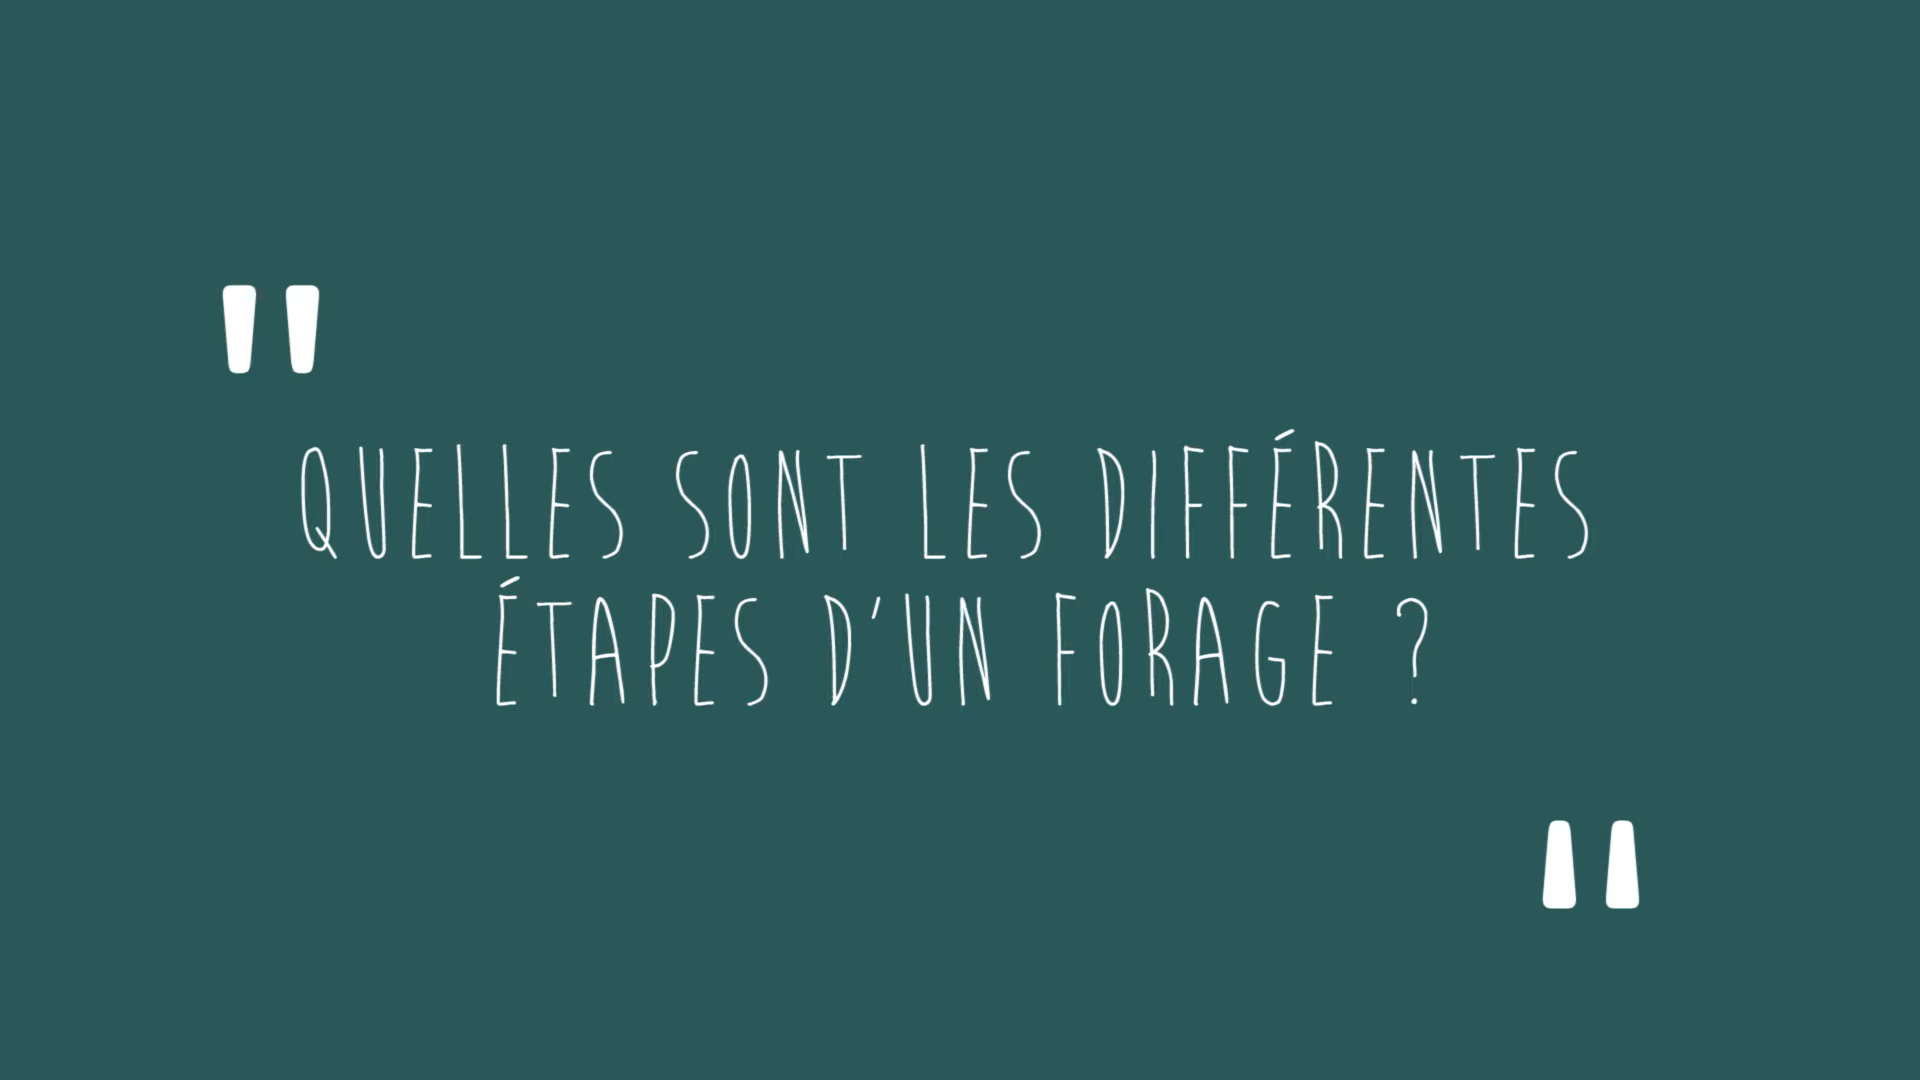 "
QUELLES SONT LES DIFFÉRENTES
ÉTAPES D'UN FORAGE ?
"